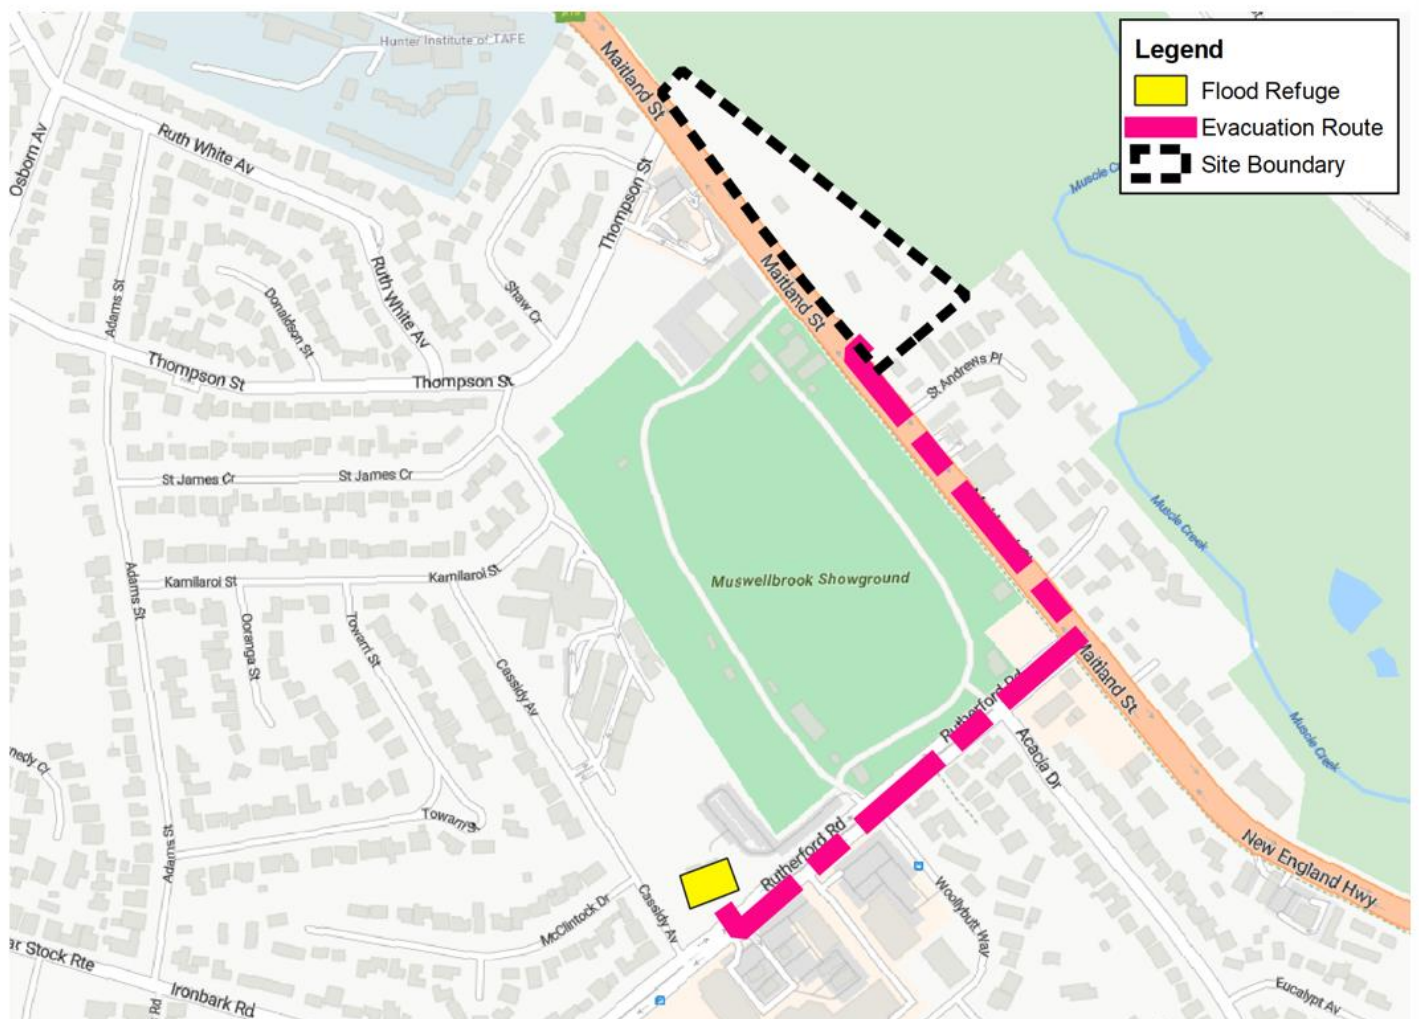 Legend
Flood Refuge
Evacuation Route
Site Boundary
Hunter Institute of TAFE
Maitland St
Muscle
Osborn Av
Ruth White Av
Thompson St
Adams St
Ruth White Av
Donaldson St
Shaw Cr
Maitland St
Thompson St
Thompson St
St Andrews Pl
St James Cr
St James Cr
Muscle Creek
Adams St
Kamilaroi St
Kamilaroi St
Muswellbrook Showground
Ooranga St
Towarri St
Cassidy Av
Rutherford Rd
Maitland St
Acacia Dr
Muscle Creek
Towarri St
Adams St
Rutherford Rd
New England Hwy
Cassidy Av
McClintock Dr
Woollybutt Way
Stock Rte
Ironbark Rd
Rd
Eucalypt Av